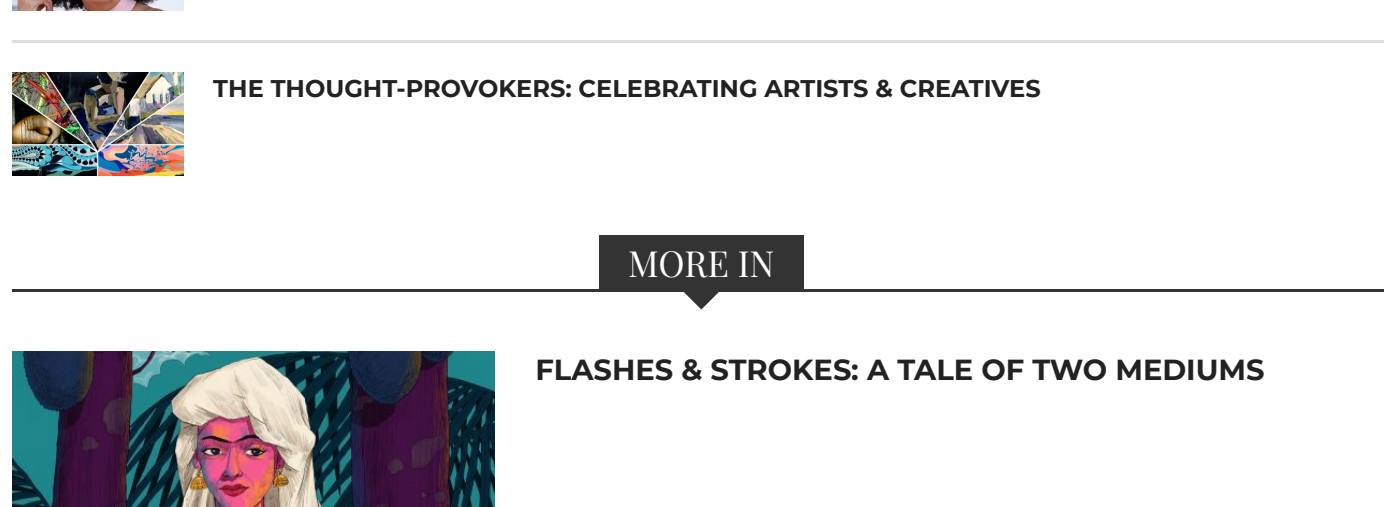 THE THOUGHT-PROVOKERS: CELEBRATING ARTISTS & CREATIVES
MORE IN
FLASHES & STROKES: A TALE OF TWO MEDIUMS